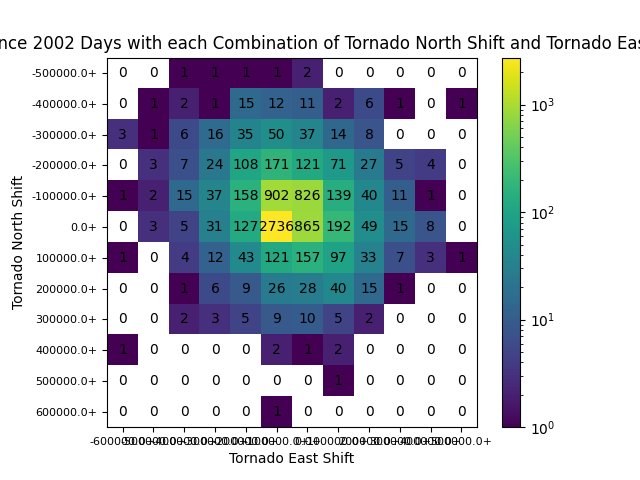 nce 2002 Days with each Combination of Tornado North Shift and Tornado Eas
-500000.0+ 0 0 1 1 1 1 2 0 0 0 0 0
-400000.0+ 0 1 2 1 15 12 11 2 6 1 0 1
-300000.0+ 3 1 6 16 35 50 37 14 8 0 0 0
-200000.0+ 0 3 7 24 108 171 121 71 27 5 4 0
-100000.0+ 1 2 15 37 158 902 826 139 40 11 1 0
0.0+ 0 3 5 31 127 2736 865 192 49 15 8 0
100000.0+ 1 0 4 12 43 121 157 97 33 7 3 1
200000.0+ 0 0 1 6 9 26 28 40 15 1 0 0
300000.0+ 0 0 2 3 5 9 10 5 2 0 0 0
400000.0+ 1 0 0 0 0 2 1 2 0 0 0 0
500000.0+ 0 0 0 0 0 0 0 1 0 0 0 0
600000.0+ 0 0 0 0 0 1 0 0 0 0 0 0
Tornado North Shift
Tornado East Shift
10³
10²
10¹
10⁰